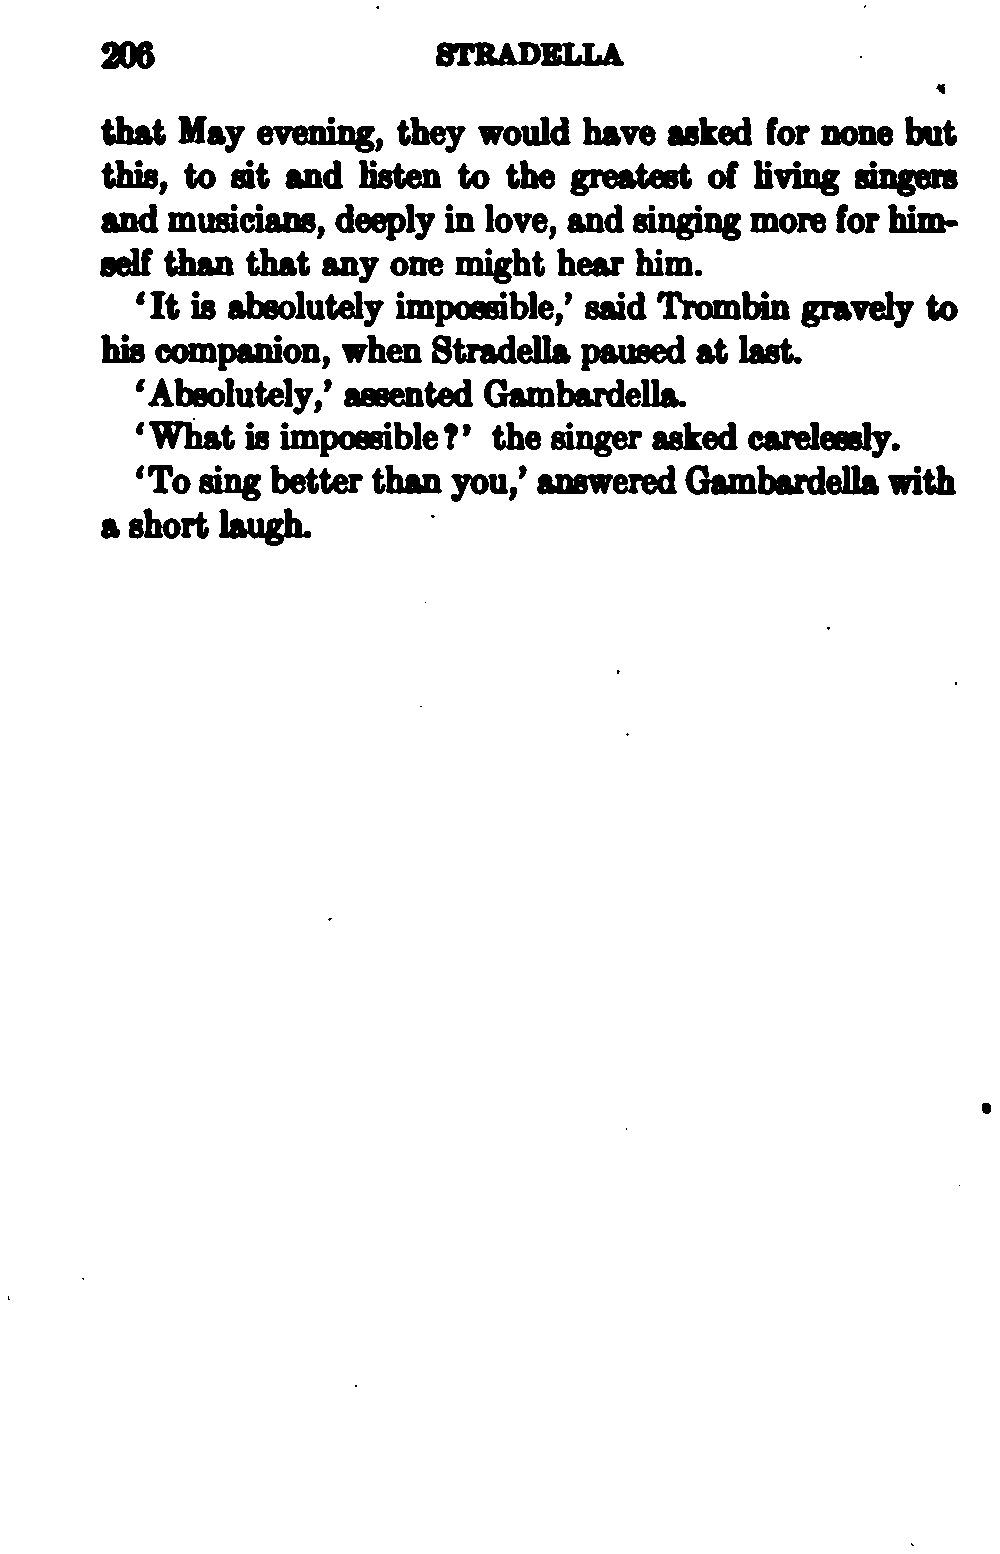 206 STRADELLA
that May evening, they would have asked for none but
this, to sit and listen to the greatest of living singers
and musicians, deeply in love, and singing more for him-
self than that any one might hear him.
‘It is absolutely impossible,’ said Trombin gravely to
his companion, when Stradella paused at last.
‘Absolutely,’ assented Gambardella.
‘What is impossible?’ the singer asked carelessly.
‘To sing better than you,’ answered Gambardella with
a short laugh.